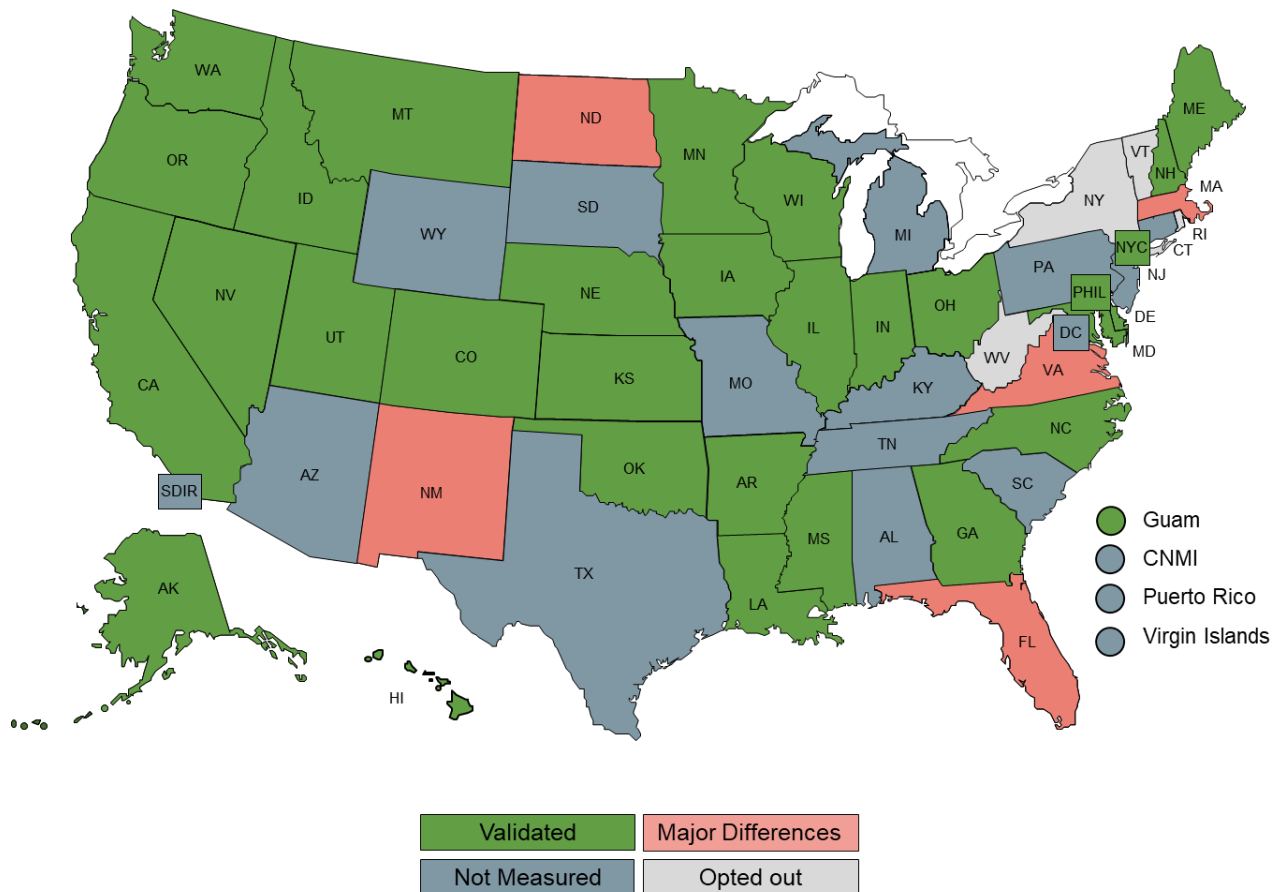 WA
MT
ND
MN
ME
OR
ID
WY
SD
WI
MI
NY
VT
NH
MA
RI
CT
NYC
NJ
PA
PHIL
DE
MD
DC
NV
UT
CO
NE
IA
IL
IN
OH
WV
VA
CA
KS
MO
KY
NC
TN
SC
AZ
NM
OK
AR
SDIR
TX
LA
MS
AL
GA
FL
AK
HI
Guam
CNMI
Puerto Rico
Virgin Islands
Validated
Major Differences
Not Measured
Opted out